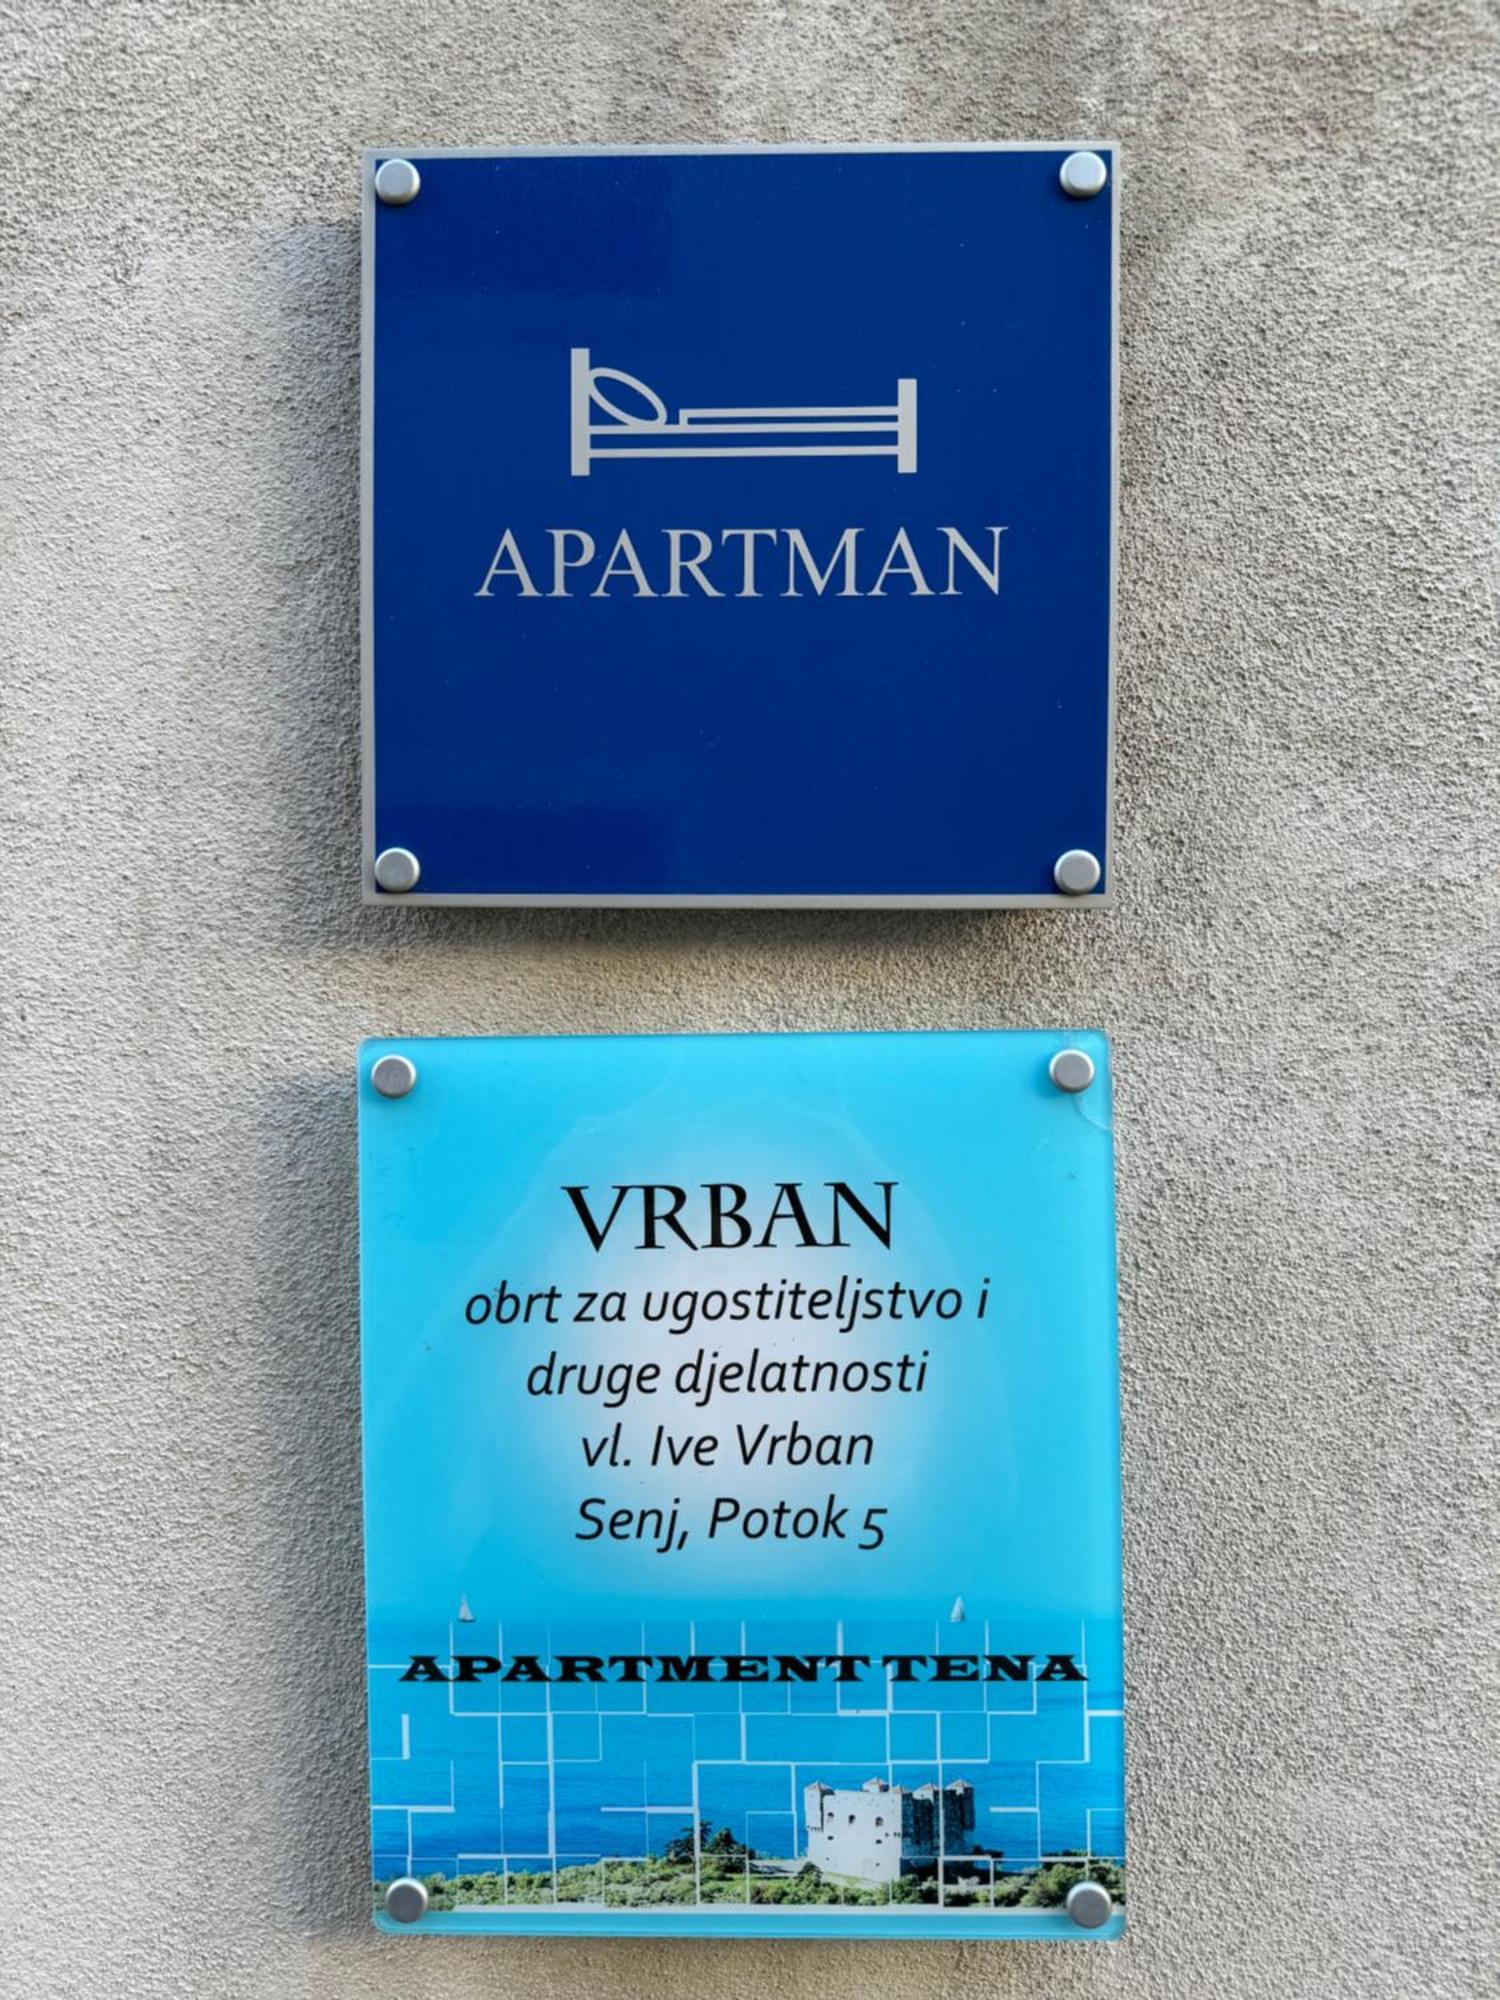 APARTMAN
VRBAN
obrt za ugostiteljstvo i
druge djelatnosti
vl. Ive Vrban
Senj, Potok 5
APARTMENT TENA